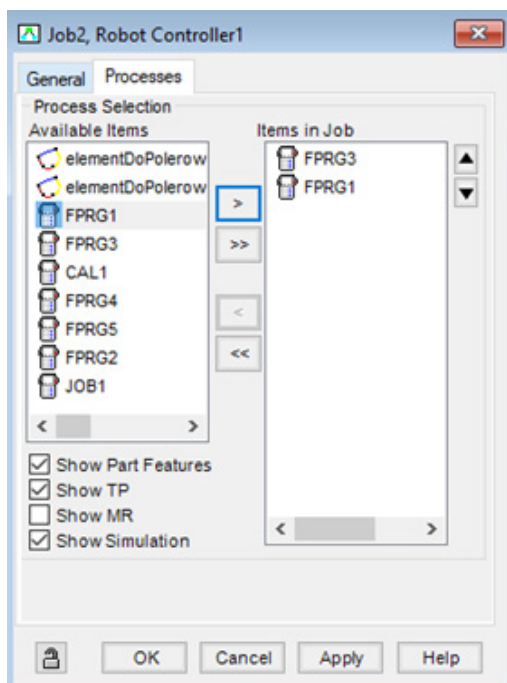 Job2, Robot Controller1
General Processes
Process Selection
Available Items
elementDoPolerow
elementDoPolerow
FPRG1
FPRG3
CAL1
FPRG4
FPRG5
FPRG2
JOB1
>
>>
<
<<
Items in Job
FPRG3
FPRG1
Show Part Features
Show TP
Show MR
Show Simulation
OK Cancel Apply Help